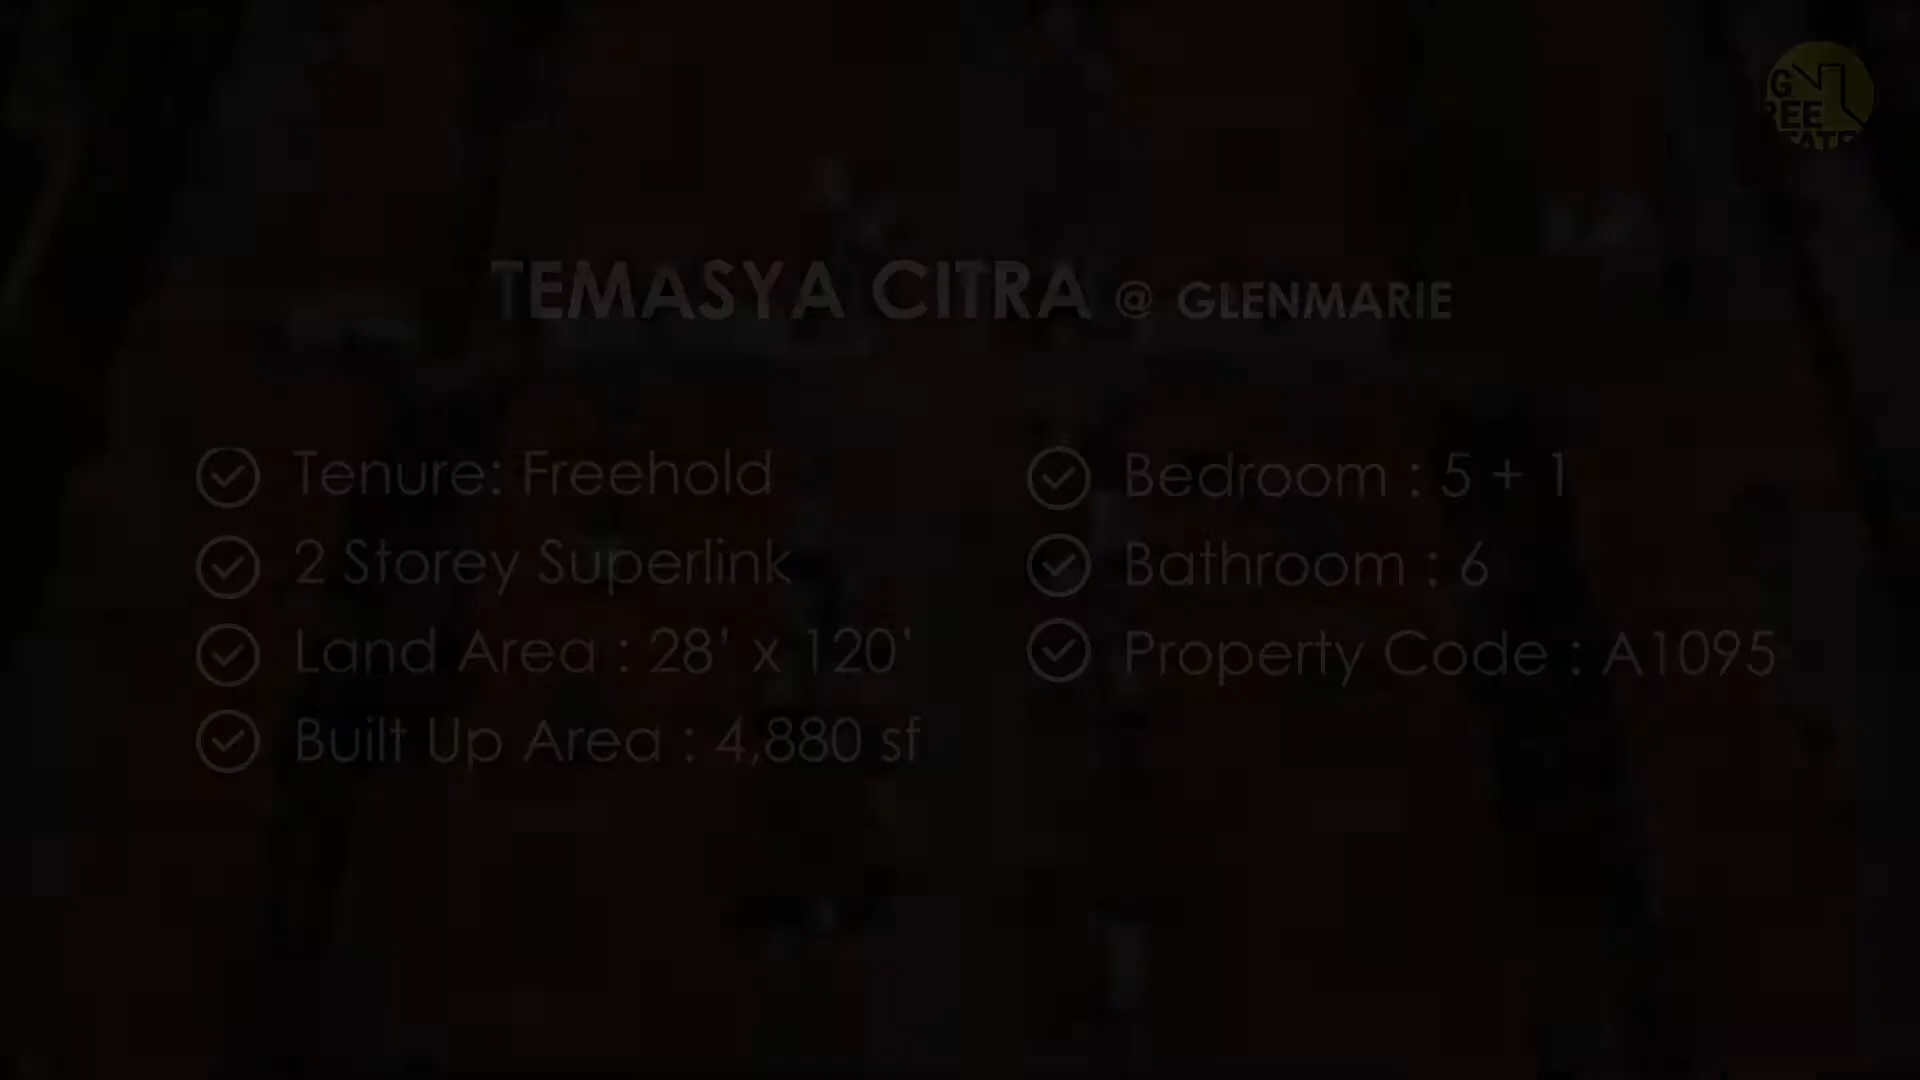 TEMASYA CITRA @ GLENMARIE
Tenure: Freehold
2 Storey Superlink
Land Area : 28' x 120'
Built Up Area : 4,880 sf
Bedroom : 5 + 1
Bathroom : 6
Property Code : A1095